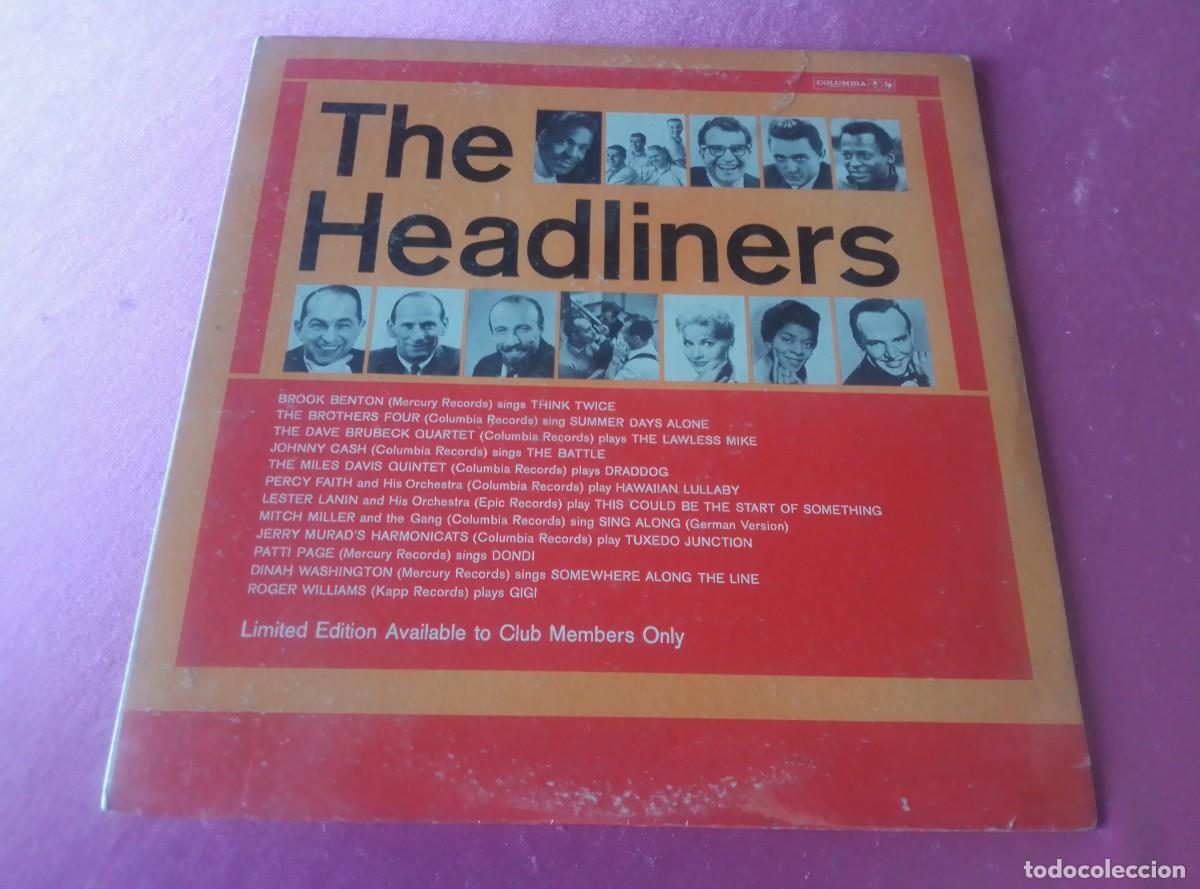 COLUMBIA
The
Headliners
BROOK BENTON (Mercury Records) sings THINK TWICE
THE BROTHERS FOUR (Columbia Records) sing SUMMER DAYS ALONE
THE DAVE BRUBECK QUARTET (Columbia Records) plays THE LAWLESS MIKE
JOHNNY CASH (Columbia Records) sings THE BATTLE
THE MILES DAVIS QUINTET (Columbia Records) plays DRADDOG
PERCY FAITH and His Orchestra (Columbia Records) play HAWAIIAN LULLABY
LESTER LANIN and His Orchestra (Epic Records) play THIS COULD BE THE START OF SOMETHING
MITCH MILLER and the Gang (Columbia Records) sing SING ALONG (German Version)
JERRY MURAD'S HARMONICATS (Columbia Records) play TUXEDO JUNCTION
PATTI PAGE (Mercury Records) sings DONDI
DINAH WASHINGTON (Mercury Records) sings SOMEWHERE ALONG THE LINE
ROGER WILLIAMS (Kapp Records) plays GIGI
Limited Edition Available to Club Members Only
todocoleccion